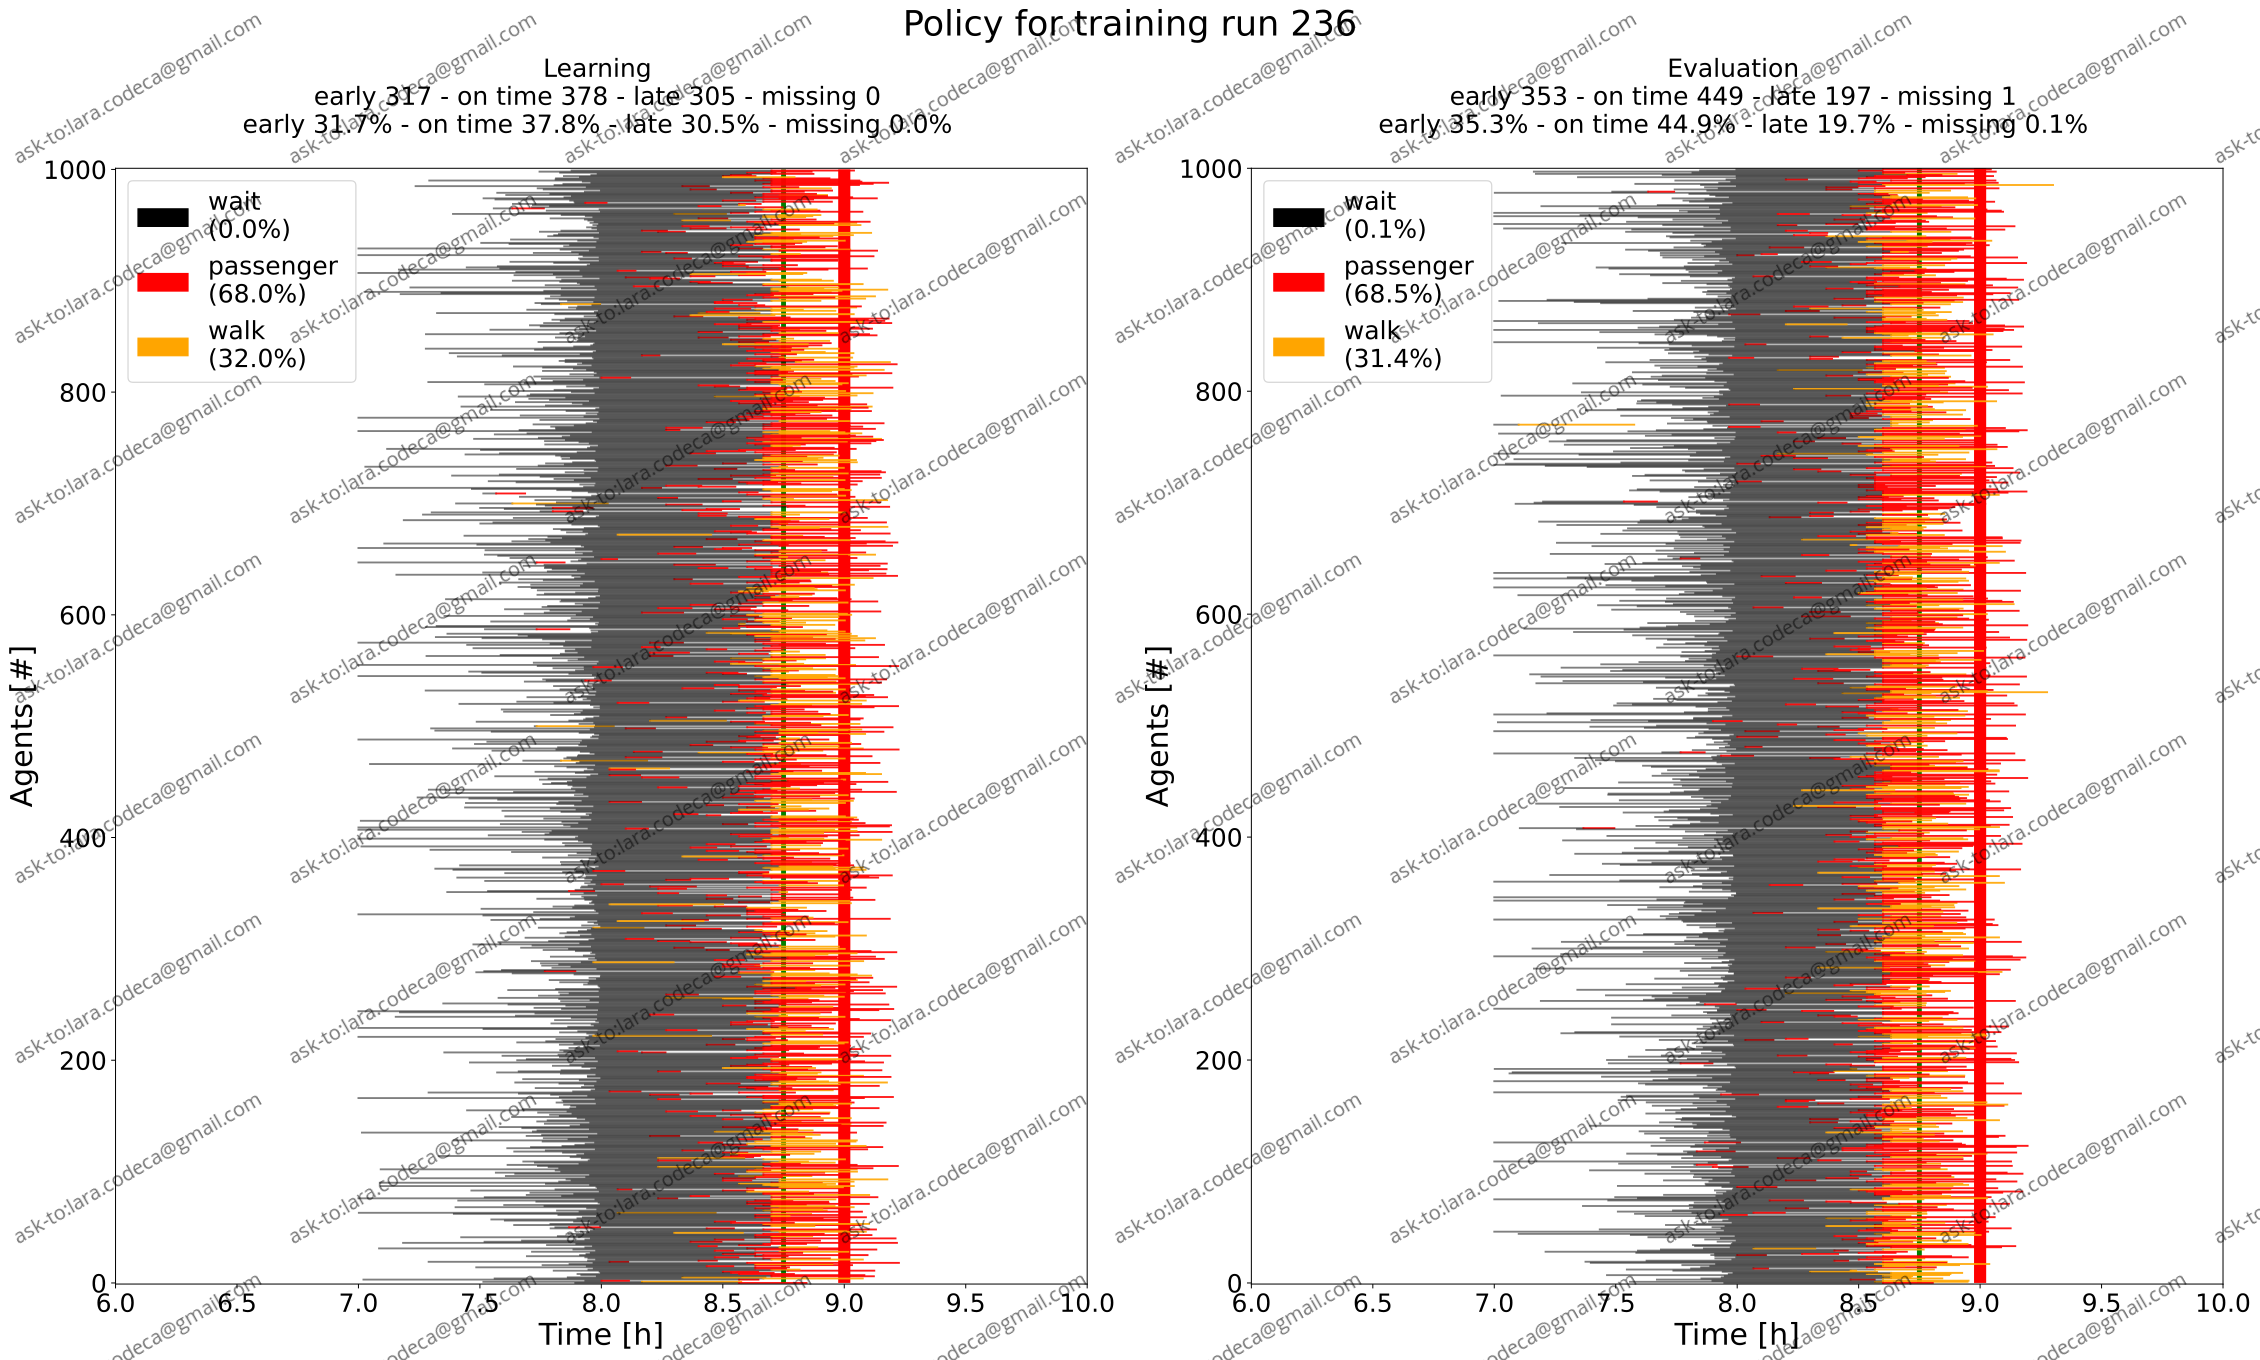 Policy for training run 236
Learning
early 317 - on time 378 - late 305 - missing 0
early 31.7% - on time 37.8% - late 30.5% - missing 0.0%
1000
800
600
400
200
0
Agents [#]
wait
(0.0%)
passenger
(68.0%)
walk
(32.0%)
6.0 6.5 7.0 7.5 8.0 8.5 9.0 9.5 10.0
Time [h]
Evaluation
early 353 - on time 449 - late 197 - missing 1
early 35.3% - on time 44.9% - late 19.7% - missing 0.1%
1000
800
600
400
200
0
Agents [#]
wait
(0.1%)
passenger
(68.5%)
walk
(31.4%)
6.0 6.5 7.0 7.5 8.0 8.5 9.0 9.5 10.0
Time [h]
ask-to:lara.codeca@gmail.com